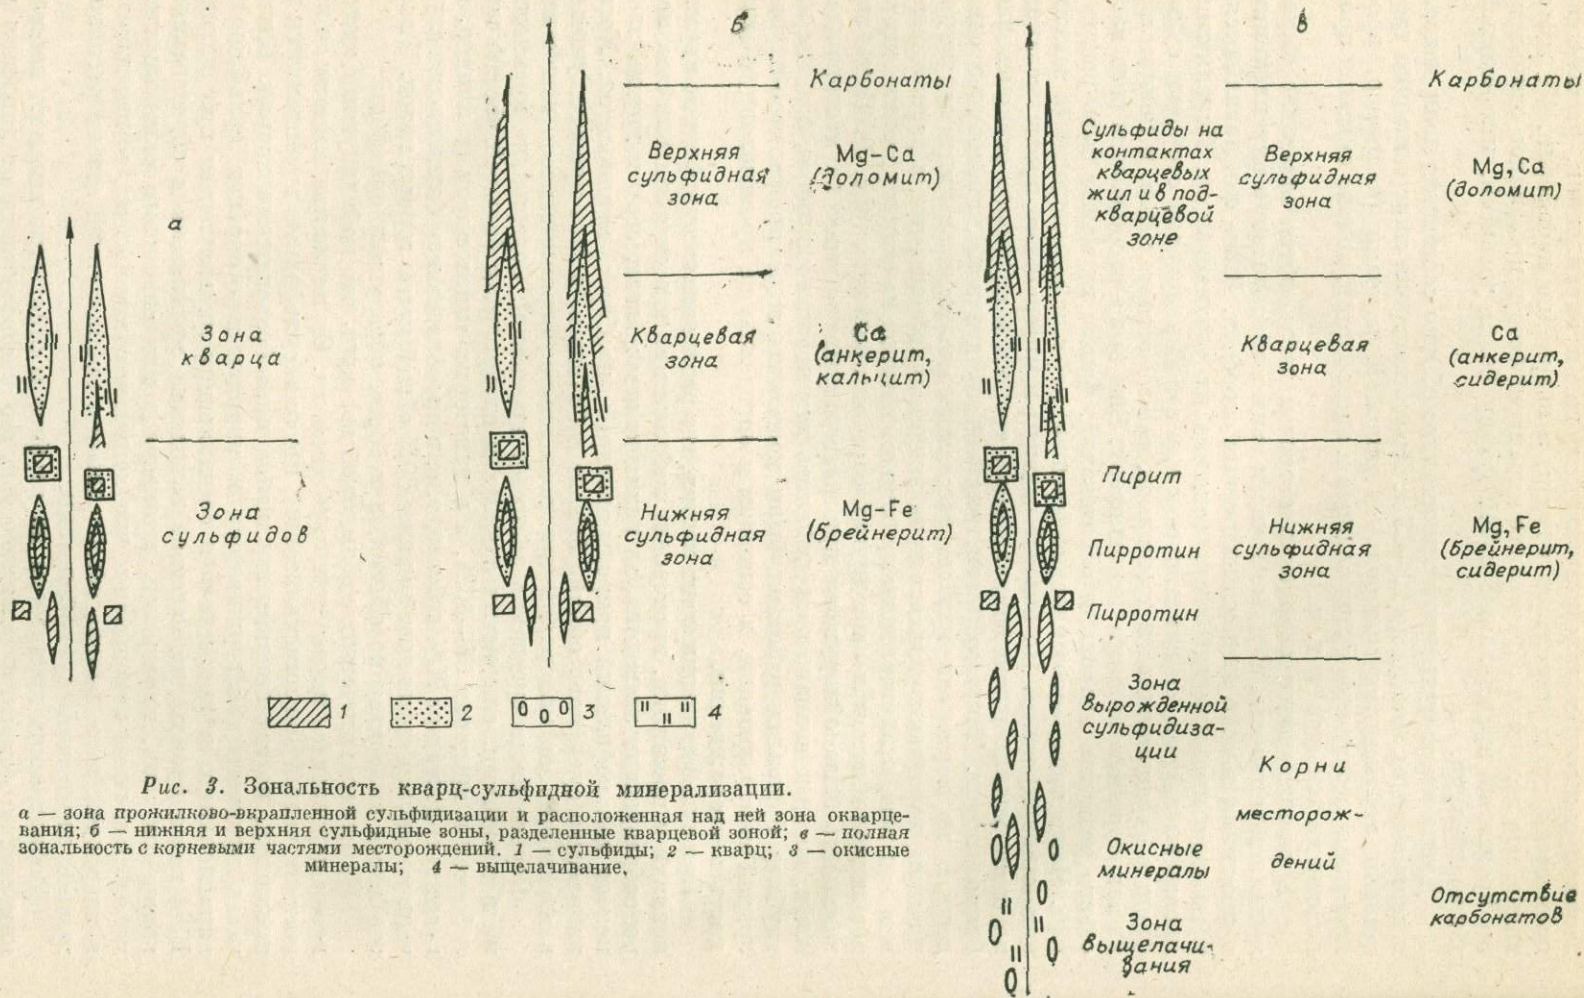 а
Зона
кварца
Зона
сульфидов
б
Карбонаты
Верхняя
сульфидная
зона
Mg-Ca
(доломит)
Кварцевая
зона
Ca
(анкерит,
кальцит)
Нижняя
сульфидная
зона
Mg-Fe
(брейнерит)
в
Карбонаты
Сульфиды на
контактах
кварцевых
жил и в под-
кварцевой
зоне
Верхняя
сульфидная
зона
Mg, Ca
(доломит)
Кварцевая
зона
Ca
(анкерит,
сидерит)
Пирит
Пирротин
Пирротин
Нижняя
сульфидная
зона
Mg, Fe
(брейнерит,
сидерит)
Зона
вырожденной
сульфидиза-
ции
Корни
месторож-
дений
Окисные
минералы
Зона
выщелачи-
вания
Отсутствие
карбонатов
1 2 3 4
Рис. 3. Зональность кварц-сульфидной минерализации.
а — зона прожилково-вкрапленной сульфидизации и расположенная над ней зона окварце-
вания; б — нижняя и верхняя сульфидные зоны, разделенные кварцевой зоной; в — полная
зональность с корневыми частями месторождений. 1 — сульфиды; 2 — кварц; 3 — окисные
минералы; 4 — выщелачивание.